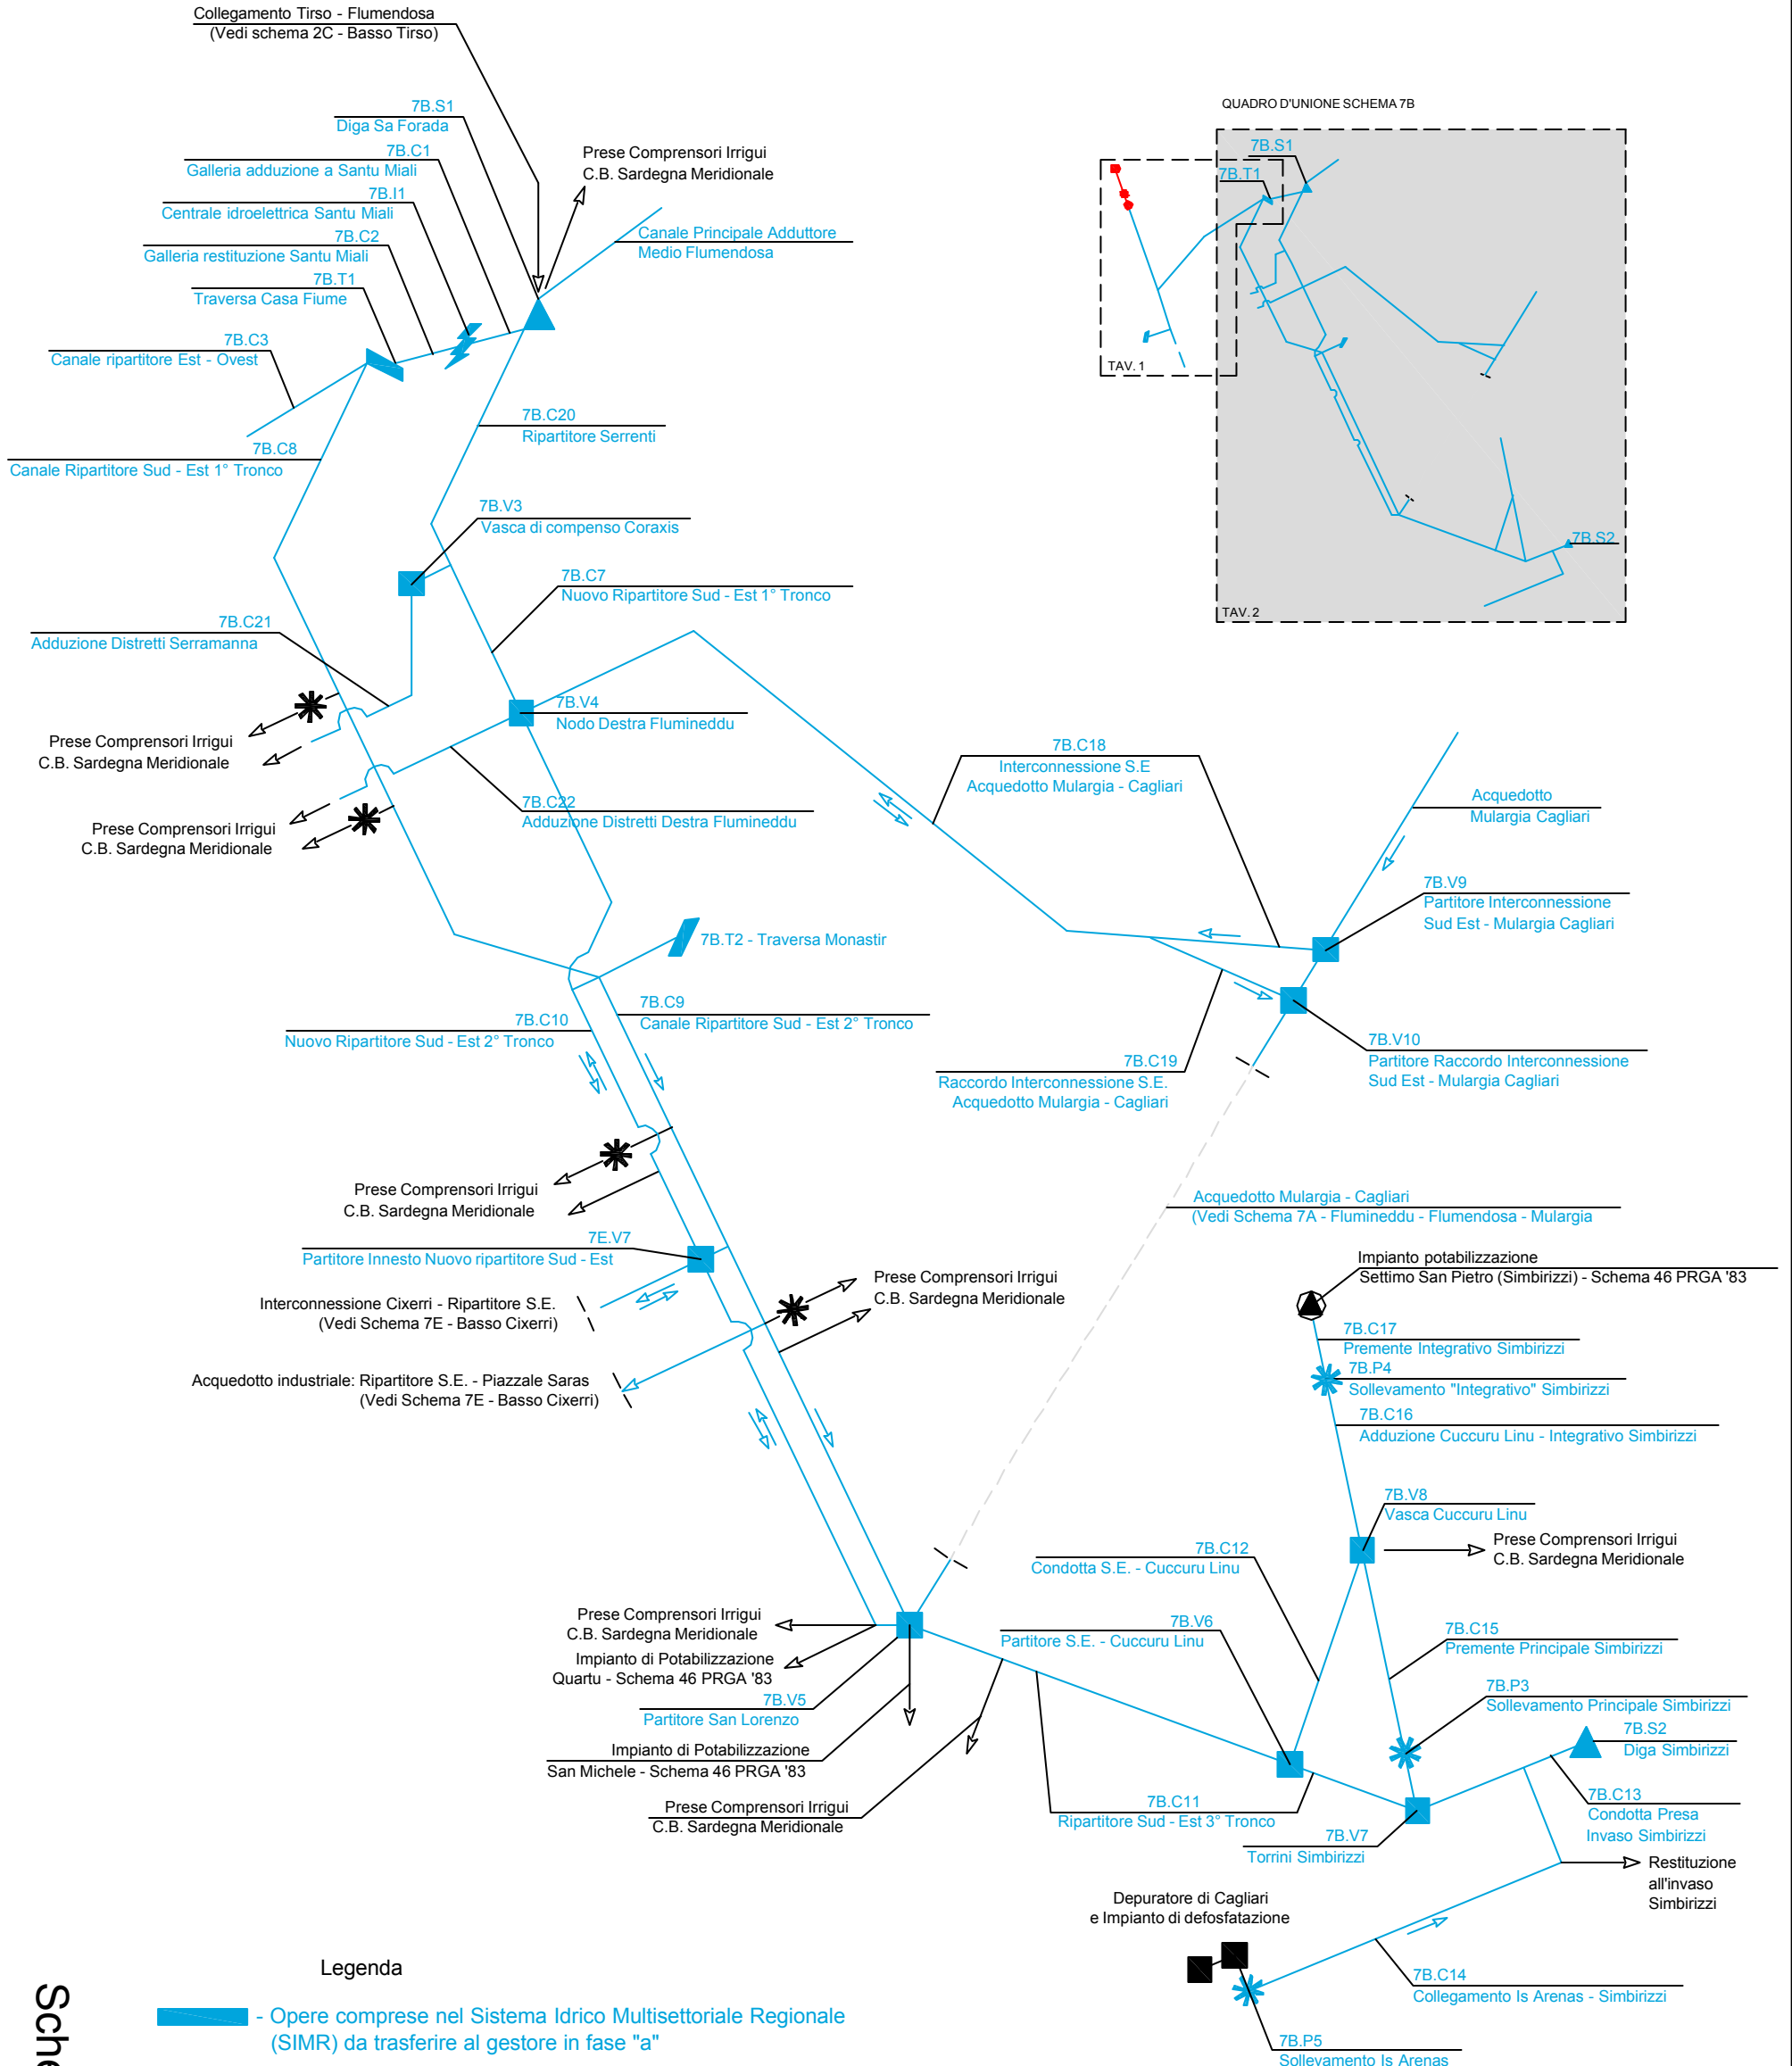 Collegamento Tirso - Flumendosa
(Vedi schema 2C - Basso Tirso)
7B.S1
Diga Sa Forada
7B.C1
Galleria adduzione a Santu Miali
7B.I1
Centrale idroelettrica Santu Miali
7B.C2
Galleria restituzione Santu Miali
7B.T1
Traversa Casa Fiume
7B.C3
Canale ripartitore Est - Ovest
7B.C8
Canale Ripartitore Sud - Est 1° Tronco
Prese Comprensori Irrigui
C.B. Sardegna Meridionale
Canale Principale Adduttore
Medio Flumendosa
QUADRO D'UNIONE SCHEMA 7B
7B.S1
7B.T1
TAV. 1
7B.S2
TAV. 2
7B.C20
Ripartitore Serrenti
7B.V3
Vasca di compenso Coraxis
7B.C7
Nuovo Ripartitore Sud - Est 1° Tronco
7B.C21
Adduzione Distretti Serramanna
7B.V4
Nodo Destra Flumineddu
Prese Comprensori Irrigui
C.B. Sardegna Meridionale
7B.C18
Interconnessione S.E
Acquedotto Mulargia - Cagliari
7B.C22
Adduzione Distretti Destra Flumineddu
Prese Comprensori Irrigui
C.B. Sardegna Meridionale
Acquedotto
Mulargia Cagliari
7B.V9
Partitore Interconnessione
Sud Est - Mulargia Cagliari
7B.T2 - Traversa Monastir
7B.C9
Canale Ripartitore Sud - Est 2° Tronco
7B.C10
Nuovo Ripartitore Sud - Est 2° Tronco
7B.V10
Partitore Raccordo Interconnessione
Sud Est - Mulargia Cagliari
7B.C19
Raccordo Interconnessione S.E.
Acquedotto Mulargia - Cagliari
Prese Comprensori Irrigui
C.B. Sardegna Meridionale
Acquedotto Mulargia - Cagliari
(Vedi Schema 7A - Flumineddu - Flumendosa - Mulargia
7E.V7
Partitore Innesto Nuovo ripartitore Sud - Est
Interconnessione Cixerri - Ripartitore S.E.
(Vedi Schema 7E - Basso Cixerri)
Prese Comprensori Irrigui
C.B. Sardegna Meridionale
Acquedotto industriale: Ripartitore S.E. - Piazzale Saras
(Vedi Schema 7E - Basso Cixerri)
Impianto potabilizzazione
Settimo San Pietro (Simbirizzi) - Schema 46 PRGA '83
7B.C17
Premente Integrativo Simbirizzi
7B.P4
Sollevamento "Integrativo" Simbirizzi
7B.C16
Adduzione Cuccuru Linu - Integrativo Simbirizzi
7B.V8
Vasca Cuccuru Linu
Prese Comprensori Irrigui
C.B. Sardegna Meridionale
7B.C12
Condotta S.E. - Cuccuru Linu
7B.V6
Partitore S.E. - Cuccuru Linu
7B.C15
Premente Principale Simbirizzi
7B.P3
Sollevamento Principale Simbirizzi
7B.S2
Diga Simbirizzi
Prese Comprensori Irrigui
C.B. Sardegna Meridionale
Impianto di Potabilizzazione
Quartu - Schema 46 PRGA '83
7B.V5
Partitore San Lorenzo
Impianto di Potabilizzazione
San Michele - Schema 46 PRGA '83
Prese Comprensori Irrigui
C.B. Sardegna Meridionale
7B.C11
Ripartitore Sud - Est 3° Tronco
7B.V7
Torrini Simbirizzi
7B.C13
Condotta Presa
Invaso Simbirizzi
Restituzione
all'invaso
Simbirizzi
Depuratore di Cagliari
e Impianto di defosfatazione
7B.C14
Collegamento Is Arenas - Simbirizzi
7B.P5
Sollevamento Is Arenas
Legenda
- Opere comprese nel Sistema Idrico Multisettoriale Regionale
(SIMR) da trasferire al gestore in fase "a"